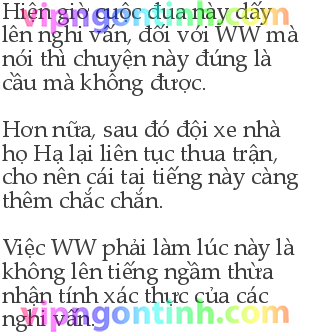 Hiện giờ cuộc đua này dấy
lên nghi vấn, đối với WW mà
nói thì chuyện này đúng là
cầu mà không được.
Hơn nữa, sau đó đội xe nhà
họ Hạ lại liên tục thua trận,
cho nên cái tai tiếng này càng
thêm chắc chắn.
Việc WW phải làm lúc này là
không lên tiếng ngầm thừa
nhận tính xác thực của các
nghi vấn.
vipngontinh.com
vipngontinh.com